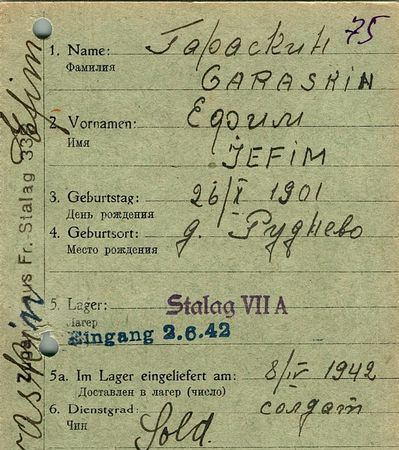 75
1. Name: Гараскин
Фамилия
GARASKIN
2. Vornamen: Ефим
Имя
JEFIM
3. Geburtstag: 26/X 1901
День рождения
4. Geburtsort: д. Руднево
Место рождения
5. Lager: Stalag VII A
Лагер
Eingang 2.6.42
5a. Im Lager eingeliefert am: 8/IV 1942
Доставлен в лагер (число)
6. Dienstgrad: солдат
Чин
Sold.
Fr. Stalag 338
Efim